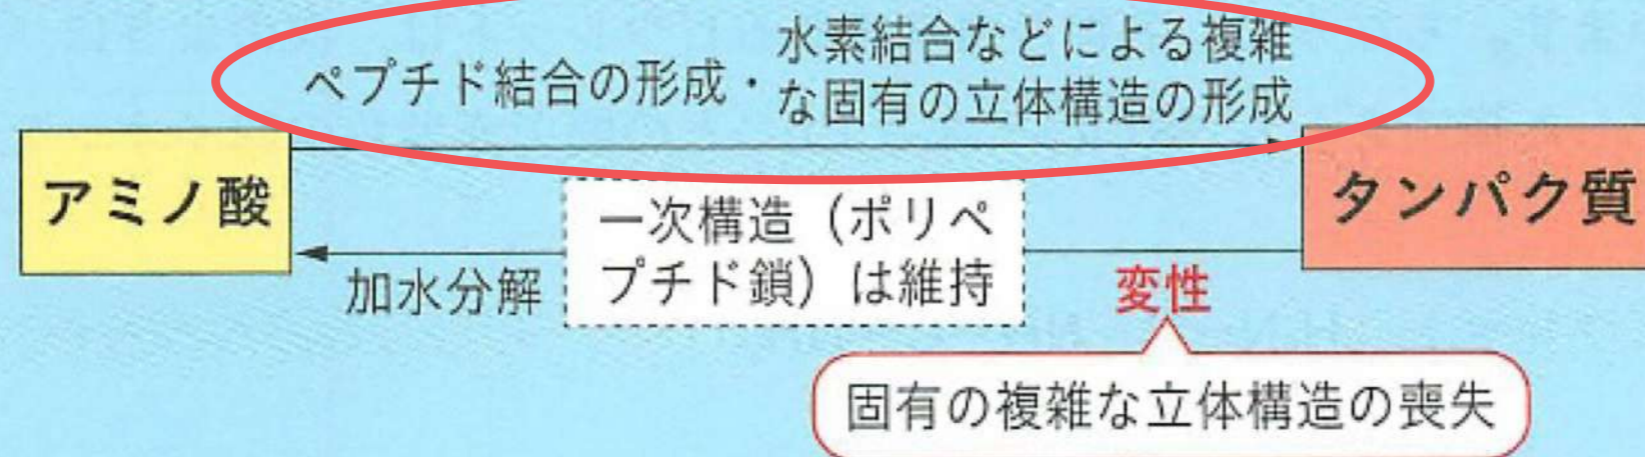 水素結合などによる複雑
ペプチド結合の形成・な固有の立体構造の形成
アミノ酸
タンパク質
一次構造（ポリペ
プチド鎖）は維持
加水分解
変性
固有の複雑な立体構造の喪失